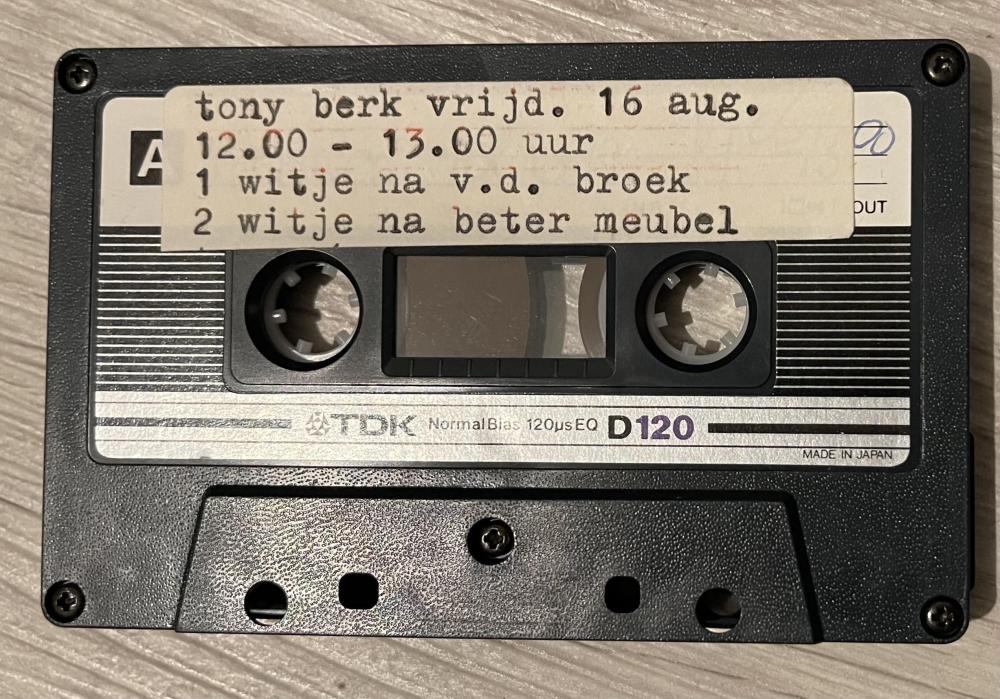 tony berk vrijd. 16 aug.
12.00 - 13.00 uur
1 witje na v.d. broek
2 witje na beter meubel
A
OUT
TDK Normal Bias 120µs EQ D120
MADE IN JAPAN